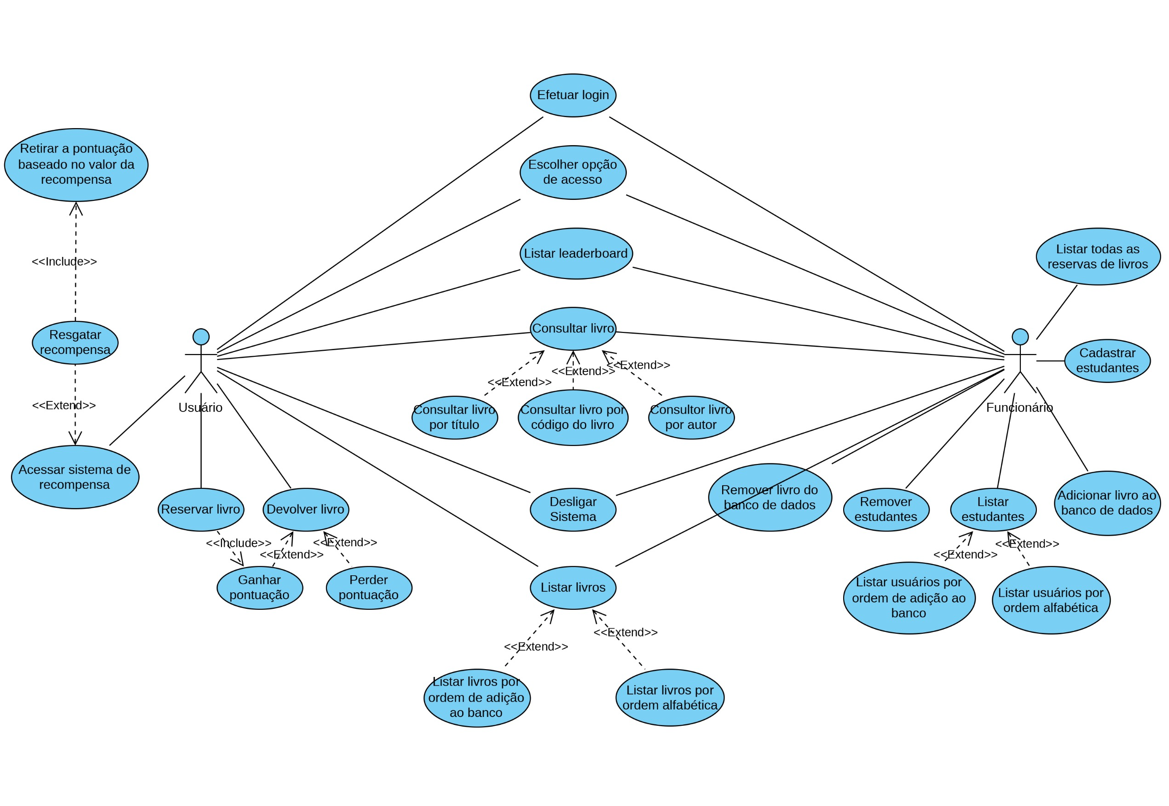 Efetuar login
Retirar a pontuação
baseado no valor da
recompensa
Escolher opção
de acesso
Listar leaderboard
Listar todas as
reservas de livros
<<Include>>
Consultar livro
Resgatar
recompensa
Cadastrar
estudantes
<<Extend>>
<<Extend>>
<<Extend>>
<<Extend>>
Usuário
Funcionário
Consultar livro
por título
Consultar livro por
código do livro
Consultor livro
por autor
Acessar sistema de
recompensa
Reservar livro
Devolver livro
Desligar
Sistema
Remover livro do
banco de dados
Remover
estudantes
Listar
estudantes
Adicionar livro ao
banco de dados
<<Include>>
<<Extend>>
<<Extend>>
<<Extend>>
<<Extend>>
Ganhar
pontuação
Perder
pontuação
Listar livros
Listar usuários por
ordem de adição ao
banco
Listar usuários por
ordem alfabética
<<Extend>>
<<Extend>>
Listar livros por
ordem de adição
ao banco
Listar livros por
ordem alfabética